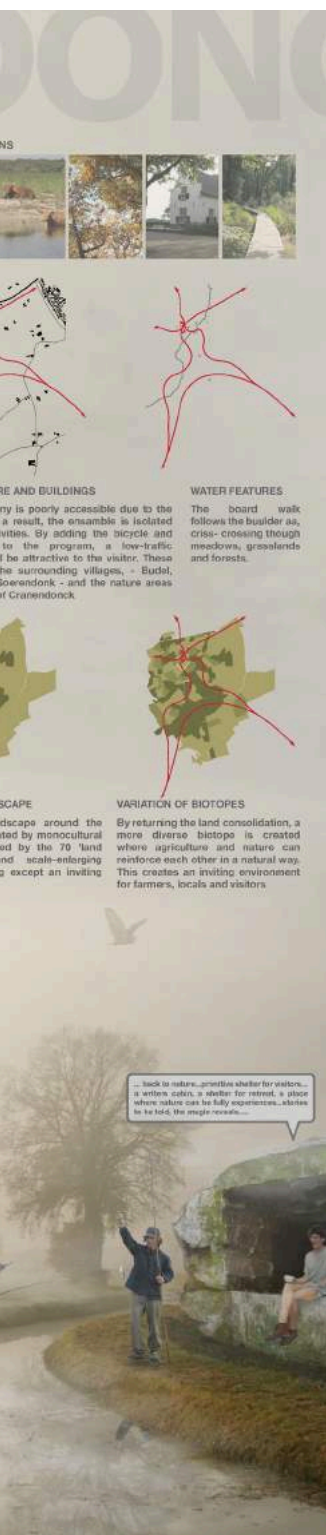 DONC
NS
RE AND BUILDINGS
ny is poorly accessible due to the
a result, the ensamble is isolated
ivities. By adding the bicycle and
to the program, a low-traffic
l be attractive to the visitor. These
he surrounding villages, - Budel,
Soerendonk - and the nature areas
of Cranendonck
WATER FEATURES
The board walk
follows the buulder aa,
criss- crossing though
meadows, grasslands
and forests.
SCAPE
dscape around the
ated by monocultural
ed by the 70 'land
nd scale-enlarging
g except an inviting
VARIATION OF BIOTOPES
By returning the land consolidation, a
more diverse biotope is created
where agriculture and nature can
reinforce each other in a natural way.
This creates an inviting environment
for farmers, locals and visitors
... back to nature...primitive shelter for visitors...
a writers cabin, a shelter for retreat, a place
where nature can be fully experiences...stories
to be told, the magic reveals.....